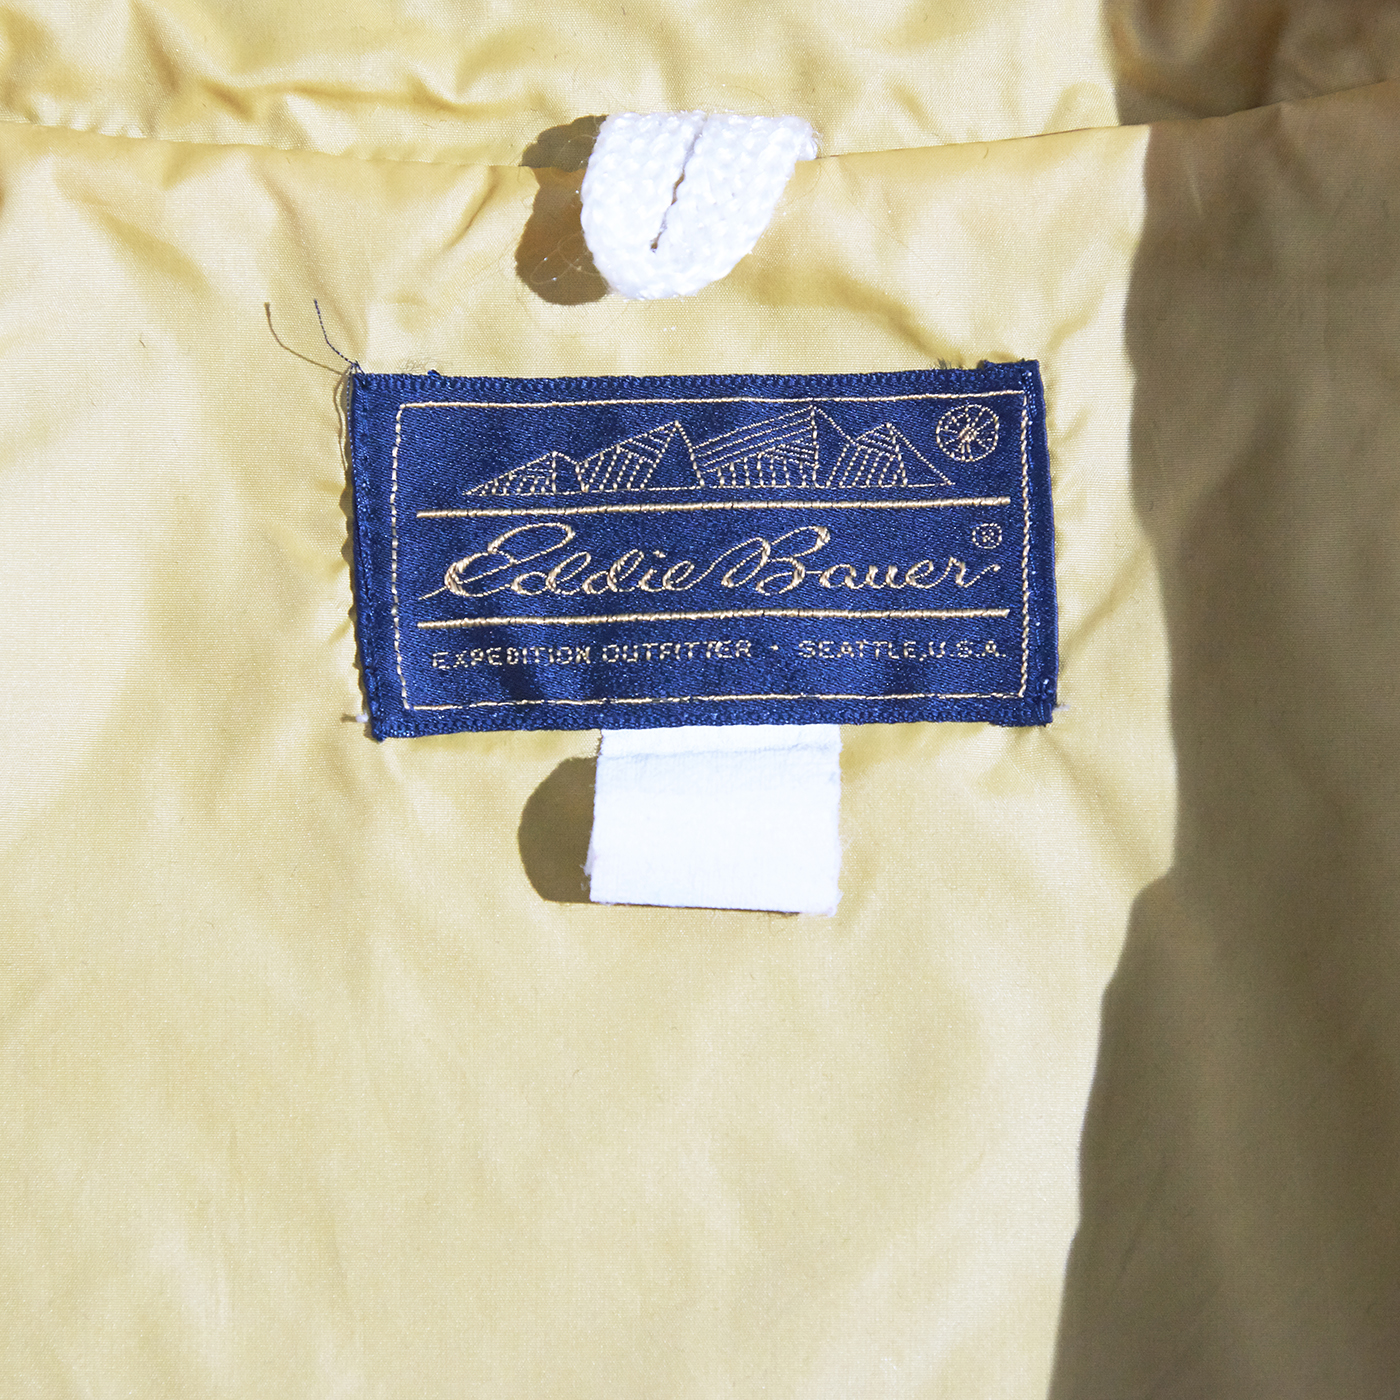 Eddie Bauer®
EXPEDITION OUTFITTER · SEATTLE, U.S.A.